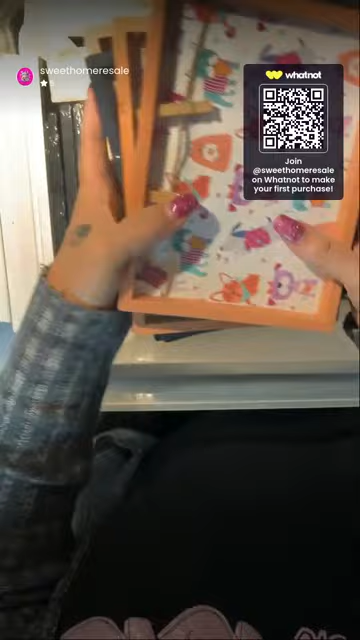 sweethomeresale
whatnot
Join
@sweethomeresale
on Whatnot to make
your first purchase!